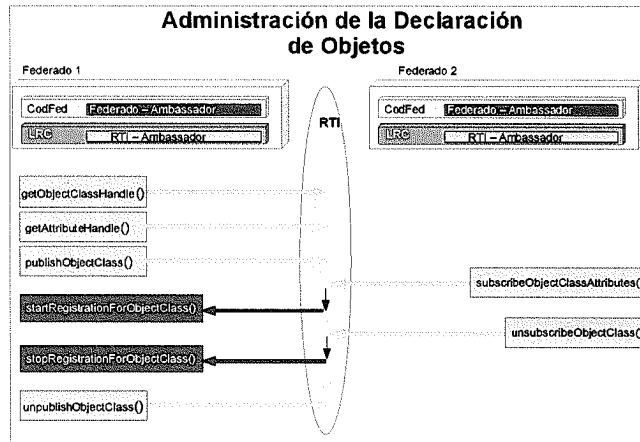 Administración de la Declaración
de Objetos
Federado 1
Federado 2
CodFed
Federado – Ambassador
LRC
RTI – Ambassador
RTI
CodFed
Federado – Ambassador
LRC
RTI – Ambassador
getObjectClassHandle()
getAttributeHandle()
publishObjectClass()
subscribeObjectClassAttributes()
startRegistrationForObjectClass()
unsubscribeObjectClass()
stopRegistrationForObjectClass()
unpublishObjectClass()